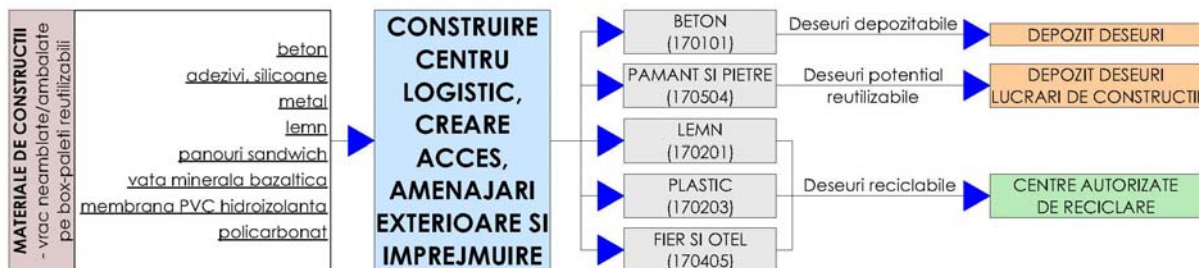 MATERIALE DE CONSTRUCTII
- vrac neamblate/ambalate
pe box-paleti reutilizabili
beton
adezivi, silicoane
metal
lemn
panouri sandwich
vata minerala bazaltica
membrana PVC hidroizolanta
policarbonat
CONSTRUIRE
CENTRU
LOGISTIC,
CREARE
ACCES,
AMENAJARI
EXTERIOARE SI
IMPREJMUIRE
BETON
(170101)
PAMANT SI PIETRE
(170504)
LEMN
(170201)
PLASTIC
(170203)
FIER SI OTEL
(170405)
Deseuri depozitabile
Deseuri potential
reutilizabile
Deseuri reciclabile
DEPOZIT DESEURI
DEPOZIT DESEURI
LUCRARI DE CONSTRUCTII
CENTRE AUTORIZATE
DE RECICLARE